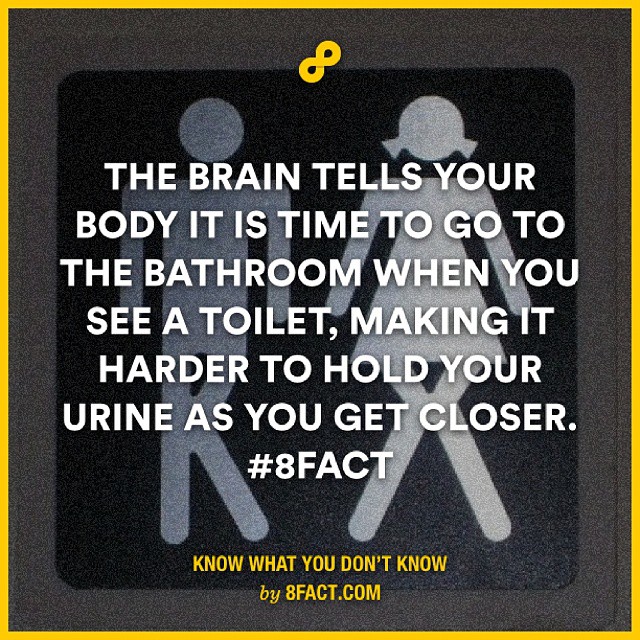 THE BRAIN TELLS YOUR
BODY IT IS TIME TO GO TO
THE BATHROOM WHEN YOU
SEE A TOILET, MAKING IT
HARDER TO HOLD YOUR
URINE AS YOU GET CLOSER.
#8FACT
KNOW WHAT YOU DON'T KNOW
by 8FACT.COM